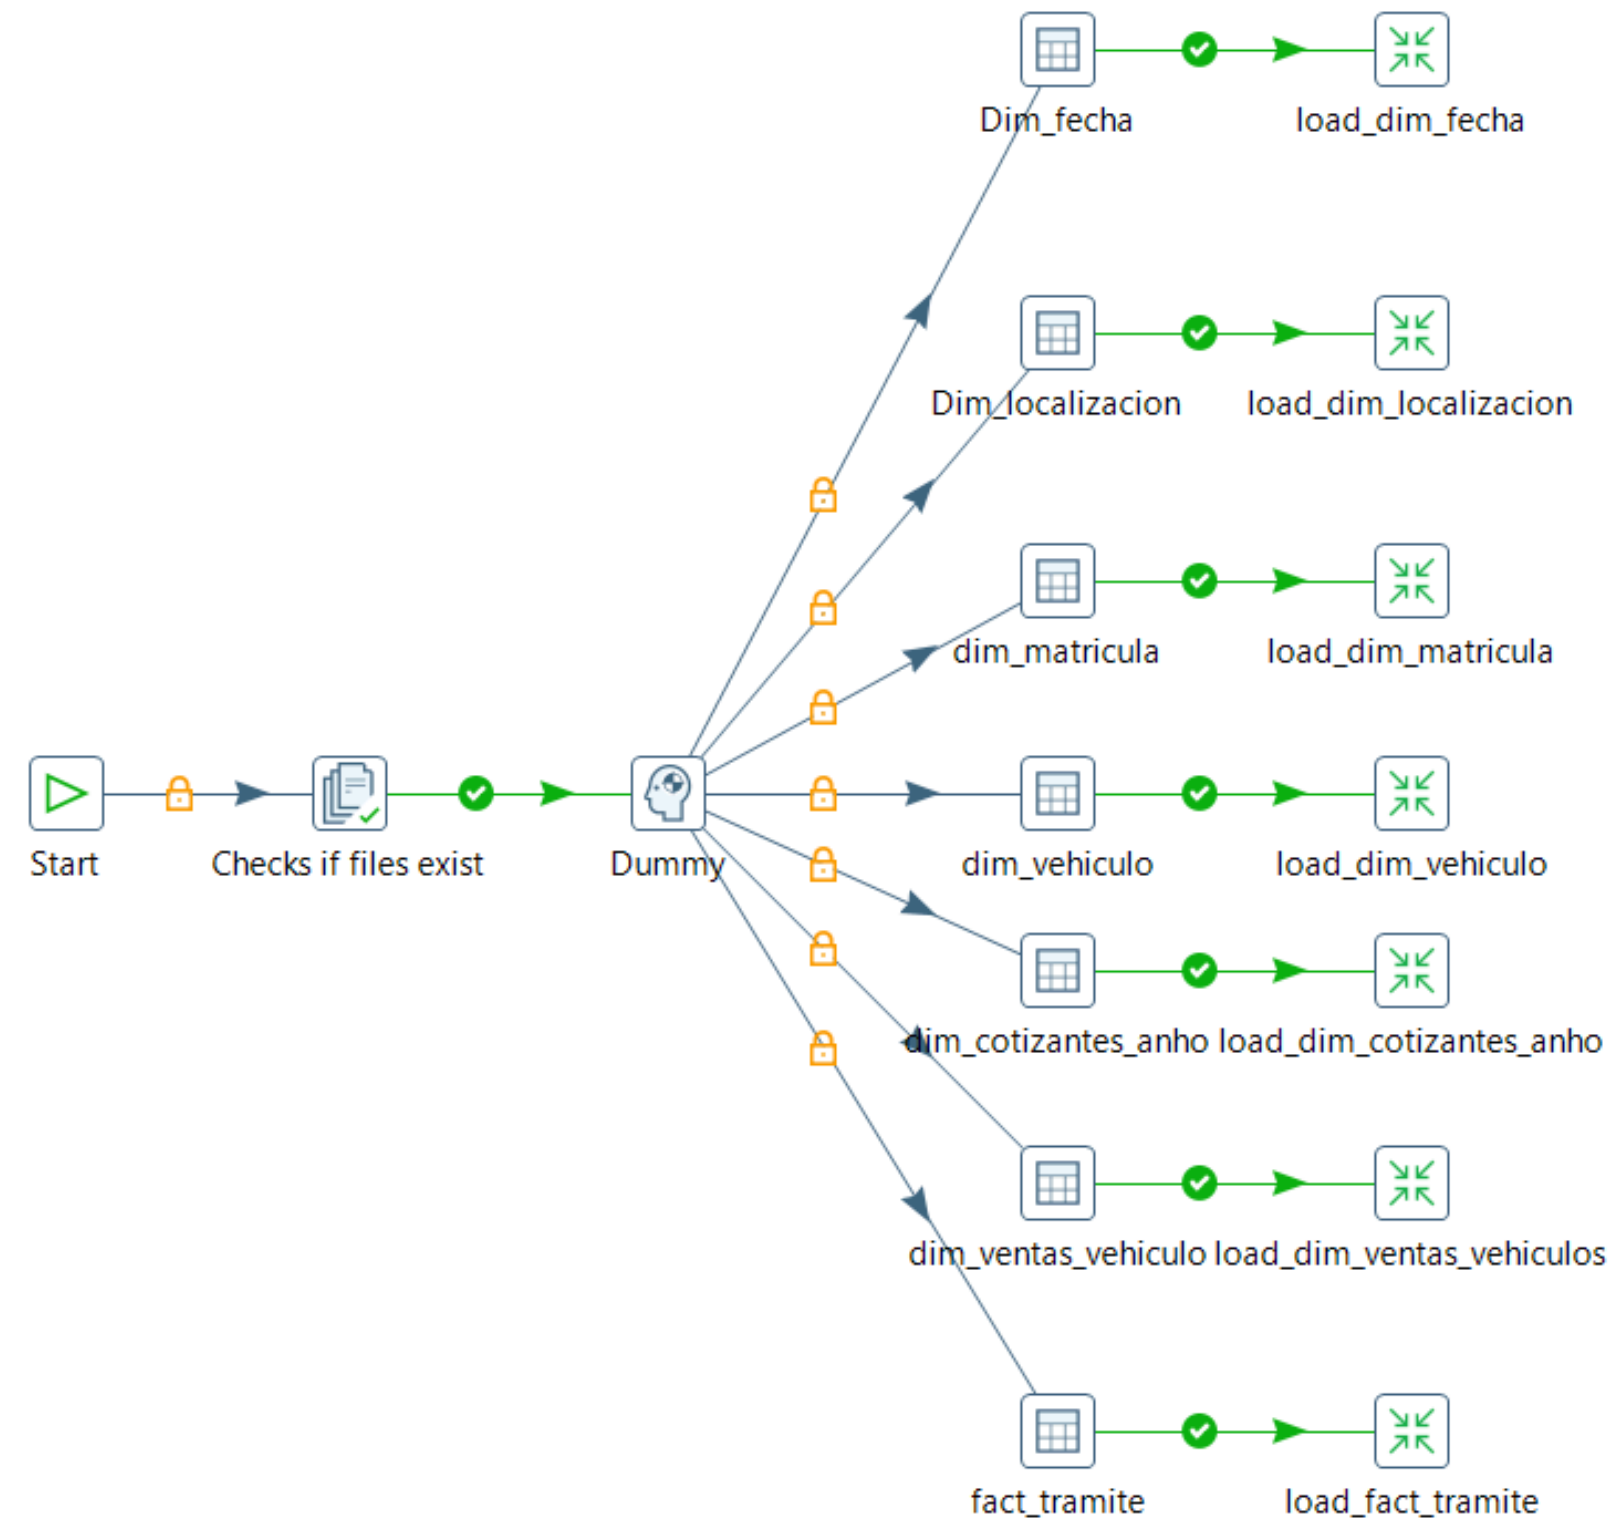 Dim_fecha
load_dim_fecha
Dim_localizacion
load_dim_localizacion
dim_matricula
load_dim_matricula
Start
Checks if files exist
Dummy
dim_vehiculo
load_dim_vehiculo
dim_cotizantes_anho
load_dim_cotizantes_anho
dim_ventas_vehiculo
load_dim_ventas_vehiculos
fact_tramite
load_fact_tramite